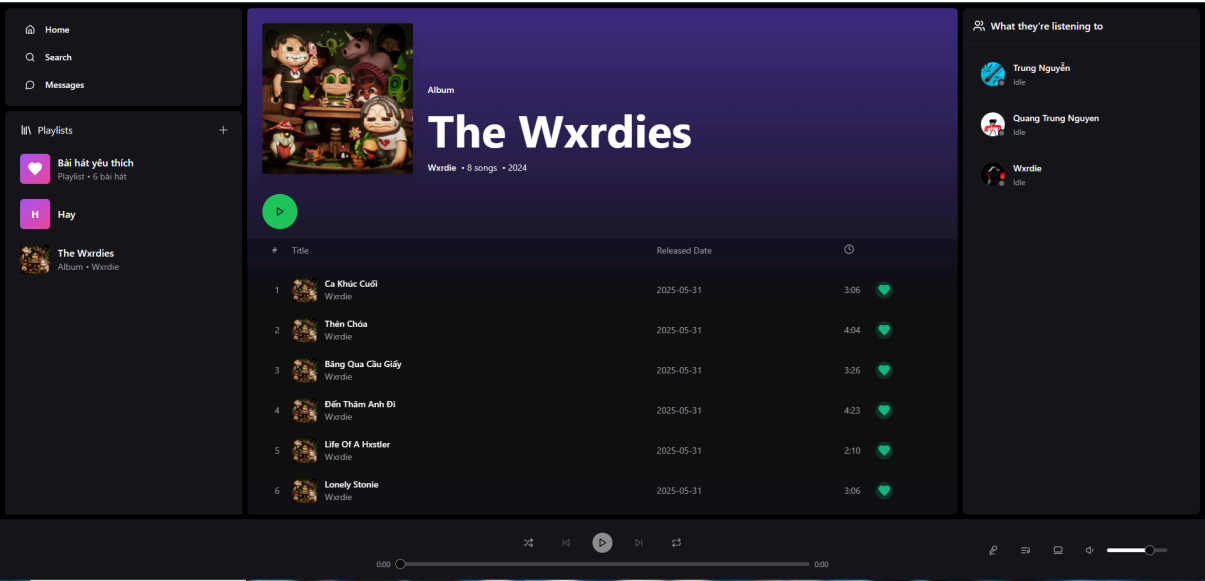 Home
Search
Messages
Playlists
Bài hát yêu thích
Playlist • 6 bài hát
H
Hay
The Wxrdies
Album • Wxrdie
Album
The Wxrdies
Wxrdie • 8 songs • 2024
# Title Released Date
1 Ca Khúc Cuối 2025-05-31 3:06
Wxrdie
2 Thèn Chóa 2025-05-31 4:04
Wxrdie
3 Băng Qua Cầu Giấy 2025-05-31 3:26
Wxrdie
4 Đến Thăm Anh Đi 2025-05-31 4:23
Wxrdie
5 Life Of A Hxstler 2025-05-31 2:10
Wxrdie
6 Lonely Stonie 2025-05-31 3:06
Wxrdie
What they're listening to
Trung Nguyễn
Idle
Quang Trung Nguyen
Idle
Wxrdie
Idle
0:00 0:00